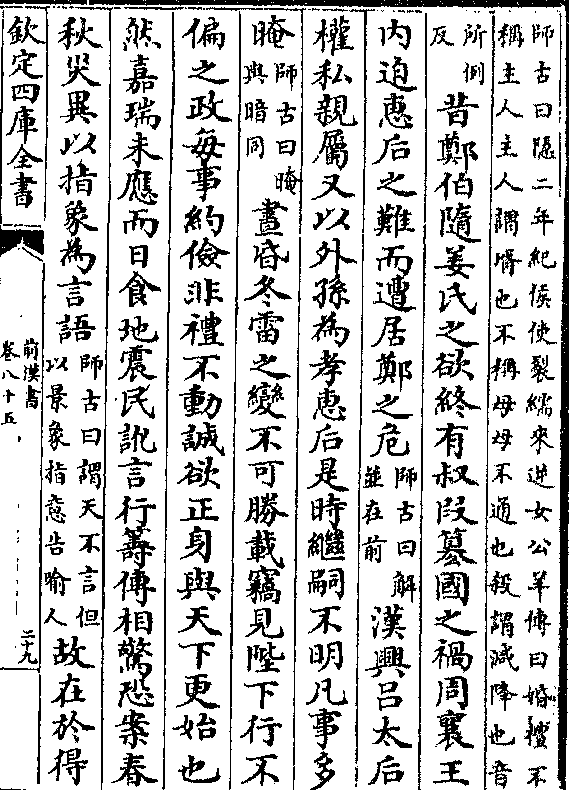 師古曰隱二年紀侯使裂繻來逆女公羊傳曰婚禮不
稱主人主人謂壻也不稱母母不通也殺謂減降也音
所例
反
昔鄭伯隨姜氏之欲終有叔段篡國之禍周襄王
內迫惠后之難而遭居鄭之危
師古曰解
並在前
漢興呂太后
權私親屬又以外孫為孝惠后是時繼嗣不明凡事多
晻
師古曰晻
與暗同
晝昏冬雷之變不可勝載竊見陛下行不
偏之政每事約儉非禮不動誠欲正身與天下更始也
然嘉瑞未應而日食地震民訛言行籌傳相驚恐案春
秋災異以指象為言語
師古曰謂天不言但
以景象指意告喻人
故在於得
欽定四庫全書
前漢書
卷八十五
二十九